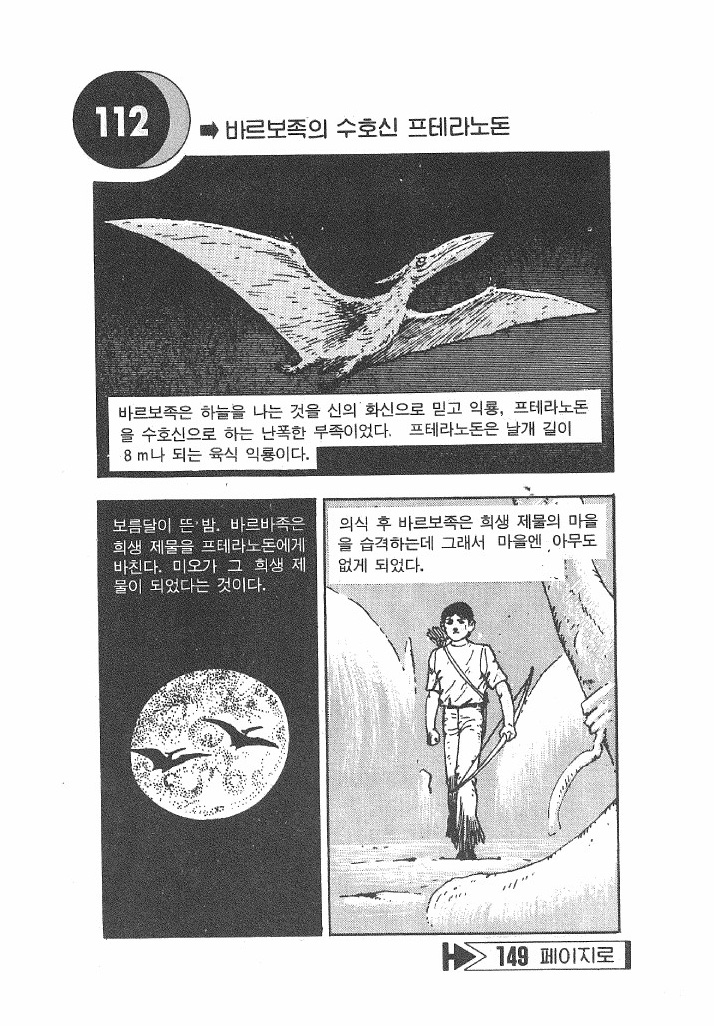 112
➡ 바르보족의 수호신 프테라노돈
바르보족은 하늘을 나는 것을 신의 화신으로 믿고 익룡, 프테라노돈
을 수호신으로 하는 난폭한 부족이었다. 프테라노돈은 날개 길이
8m나 되는 육식 익룡이다.
보름달이 뜬 밤. 바르바족은
희생 제물을 프테라노돈에게
바친다. 미오가 그 희생 제
물이 되었다는 것이다.
의식 후 바르보족은 희생 제물의 마을
을 습격하는데 그래서 마을엔 아무도
없게 되었다.
149 페이지로